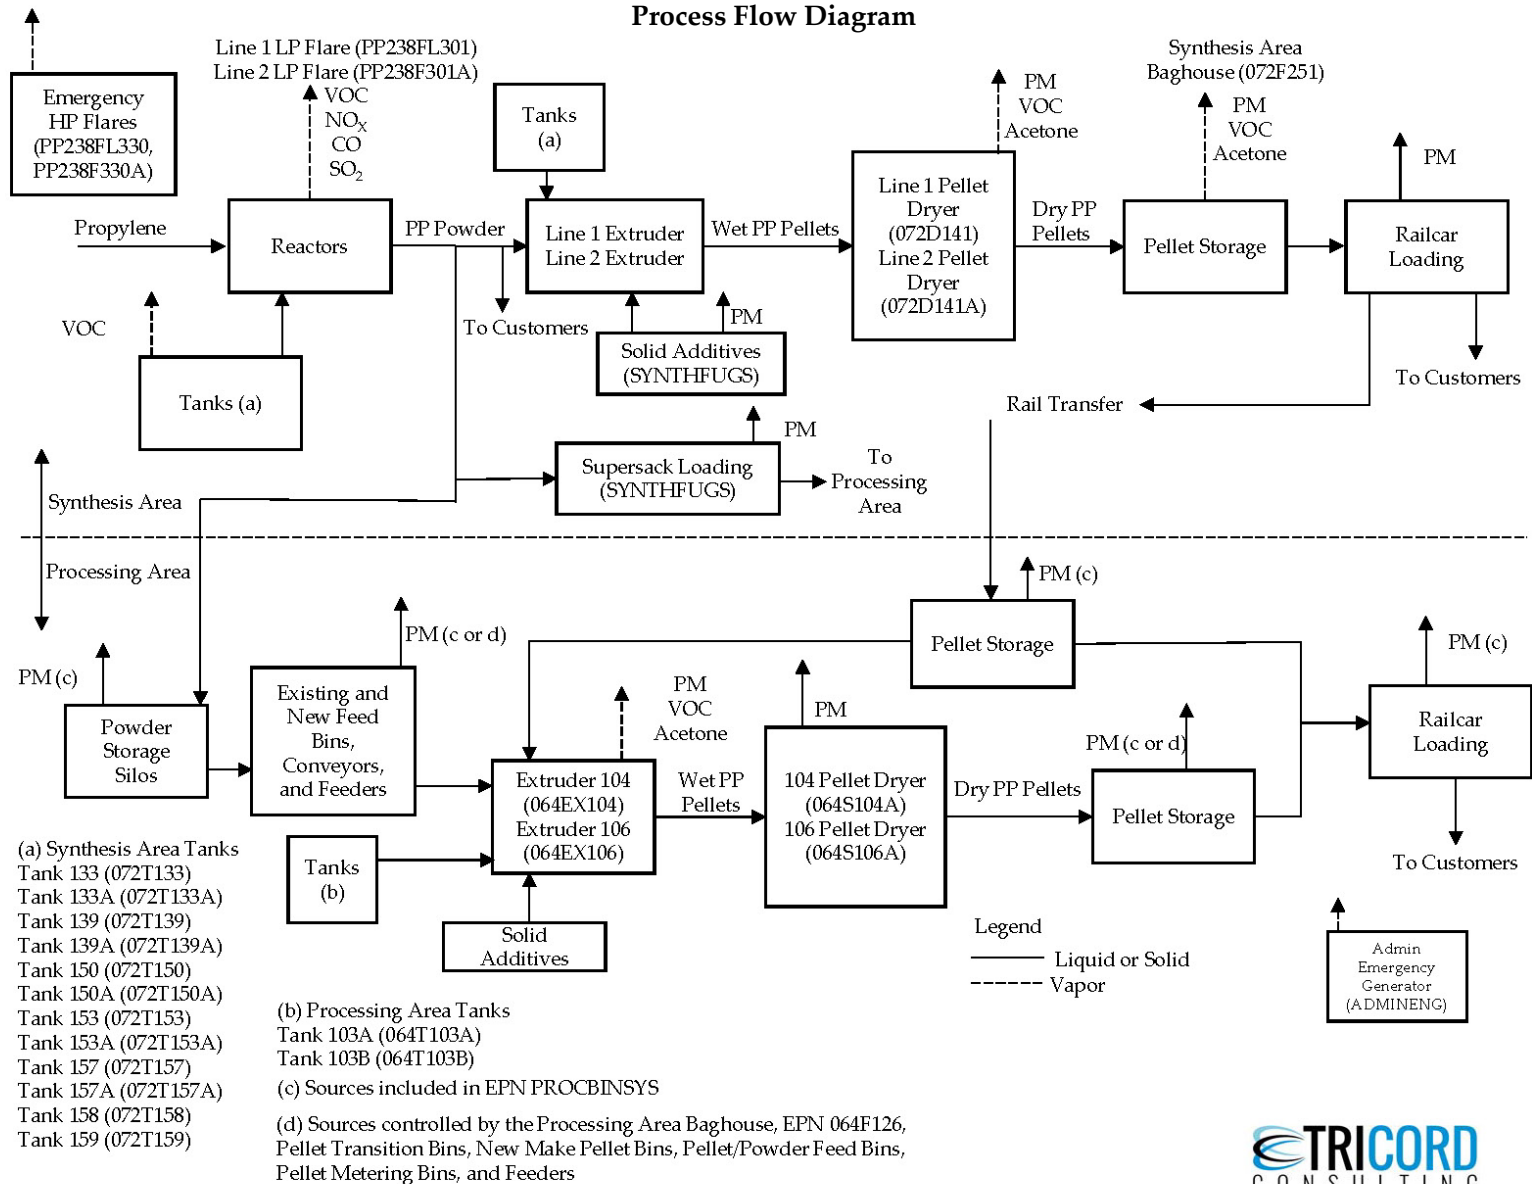 Process Flow Diagram
Emergency
HP Flares
(PP238FL330,
PP238F330A)
Line 1 LP Flare (PP238FL301)
Line 2 LP Flare (PP238F301A)
VOC
NOX
CO
SO2
Tanks
(a)
PM
VOC
Acetone
Synthesis Area
Baghouse (072F251)
PM
VOC
Acetone
PM
Propylene
Reactors
PP Powder
Line 1 Extruder
Line 2 Extruder
Wet PP Pellets
Line 1 Pellet
Dryer
(072D141)
Line 2 Pellet
Dryer
(072D141A)
Dry PP
Pellets
Pellet Storage
Railcar
Loading
VOC
Tanks (a)
To Customers
PM
Solid Additives
(SYNTHFUGS)
To Customers
Rail Transfer
PM
Supersack Loading
(SYNTHFUGS)
To
Processing
Area
Synthesis Area
Processing Area
PM (c)
PM (c or d)
PM (c)
Pellet Storage
PM (c)
Powder
Storage
Silos
Existing and
New Feed
Bins,
Conveyors,
and Feeders
PM
VOC
Acetone
PM
PM (c or d)
Railcar
Loading
Extruder 104
(064EX104)
Extruder 106
(064EX106)
Wet PP
Pellets
104 Pellet Dryer
(064S104A)
106 Pellet Dryer
(064S106A)
Dry PP Pellets
Pellet Storage
To Customers
Tanks
(b)
Solid
Additives
Legend
Liquid or Solid
Vapor
Admin
Emergency
Generator
(ADMINENG)
(a) Synthesis Area Tanks
Tank 133 (072T133)
Tank 133A (072T133A)
Tank 139 (072T139)
Tank 139A (072T139A)
Tank 150 (072T150)
Tank 150A (072T150A)
Tank 153 (072T153)
Tank 153A (072T153A)
Tank 157 (072T157)
Tank 157A (072T157A)
Tank 158 (072T158)
Tank 159 (072T159)
(b) Processing Area Tanks
Tank 103A (064T103A)
Tank 103B (064T103B)
(c) Sources included in EPN PROCBINSYS
(d) Sources controlled by the Processing Area Baghouse, EPN 064F126,
Pellet Transition Bins, New Make Pellet Bins, Pellet/Powder Feed Bins,
Pellet Metering Bins, and Feeders
TRICORD
CONSULTING